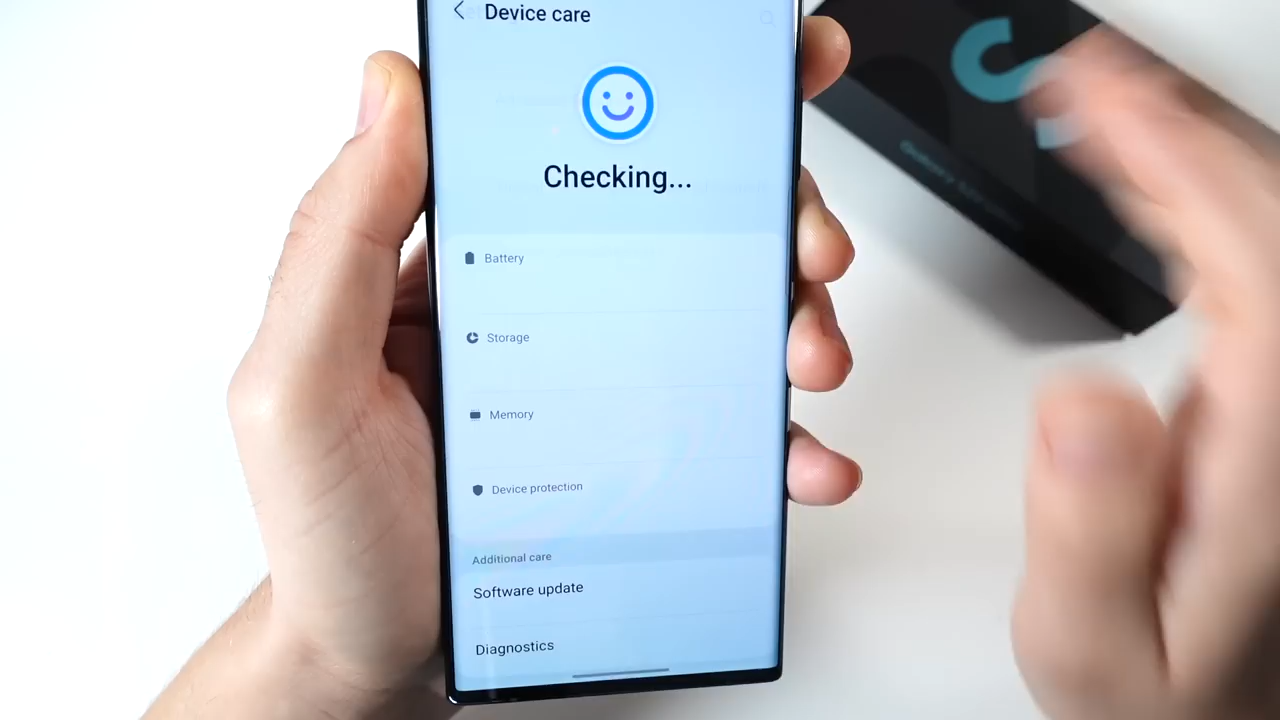 Device care
Checking...
Battery
Storage
Memory
Device protection
Additional care
Software update
Diagnostics
S